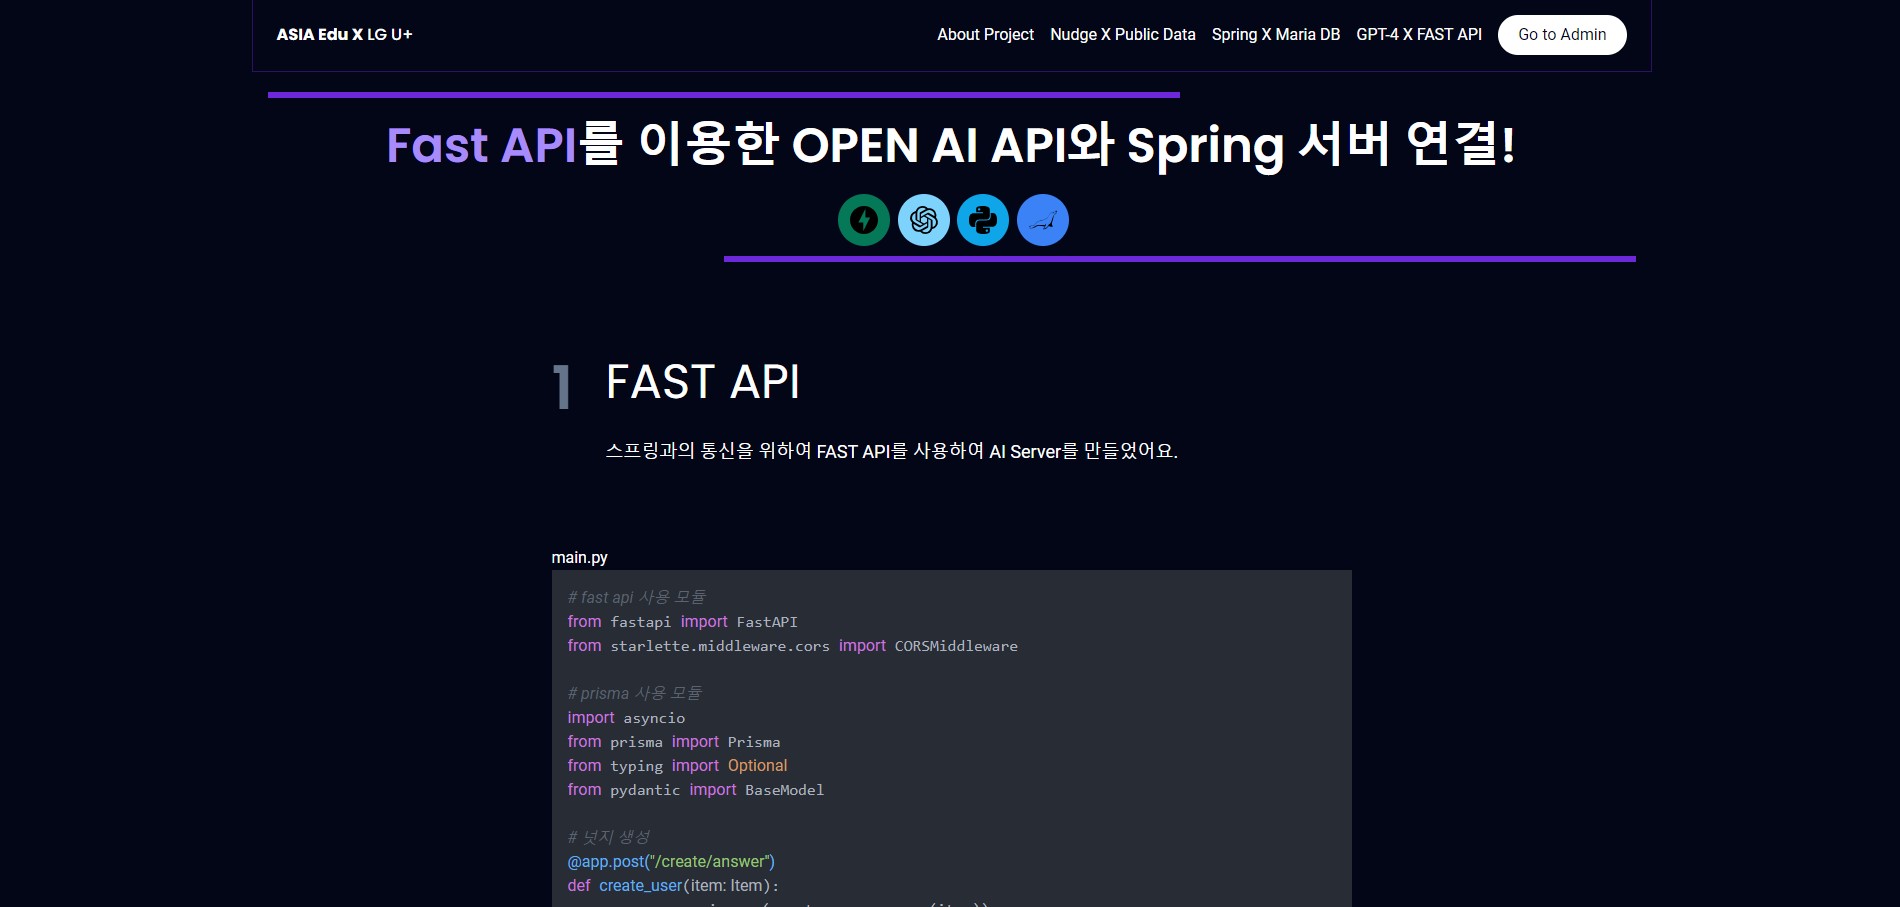 ASIA Edu X LG U+
About Project Nudge X Public Data Spring X Maria DB GPT-4 X FAST API Go to Admin
Fast API를 이용한 OPEN AI API와 Spring 서버 연결!
1 FAST API
스프링과의 통신을 위하여 FAST API를 사용하여 AI Server를 만들었어요.
main.py
# fast api 사용 모듈
from fastapi import FastAPI
from starlette.middleware.cors import CORSMiddleware
# prisma 사용 모듈
import asyncio
from prisma import Prisma
from typing import Optional
from pydantic import BaseModel
# 넛지 생성
@app.post("/create/answer")
def create_user(item: Item):